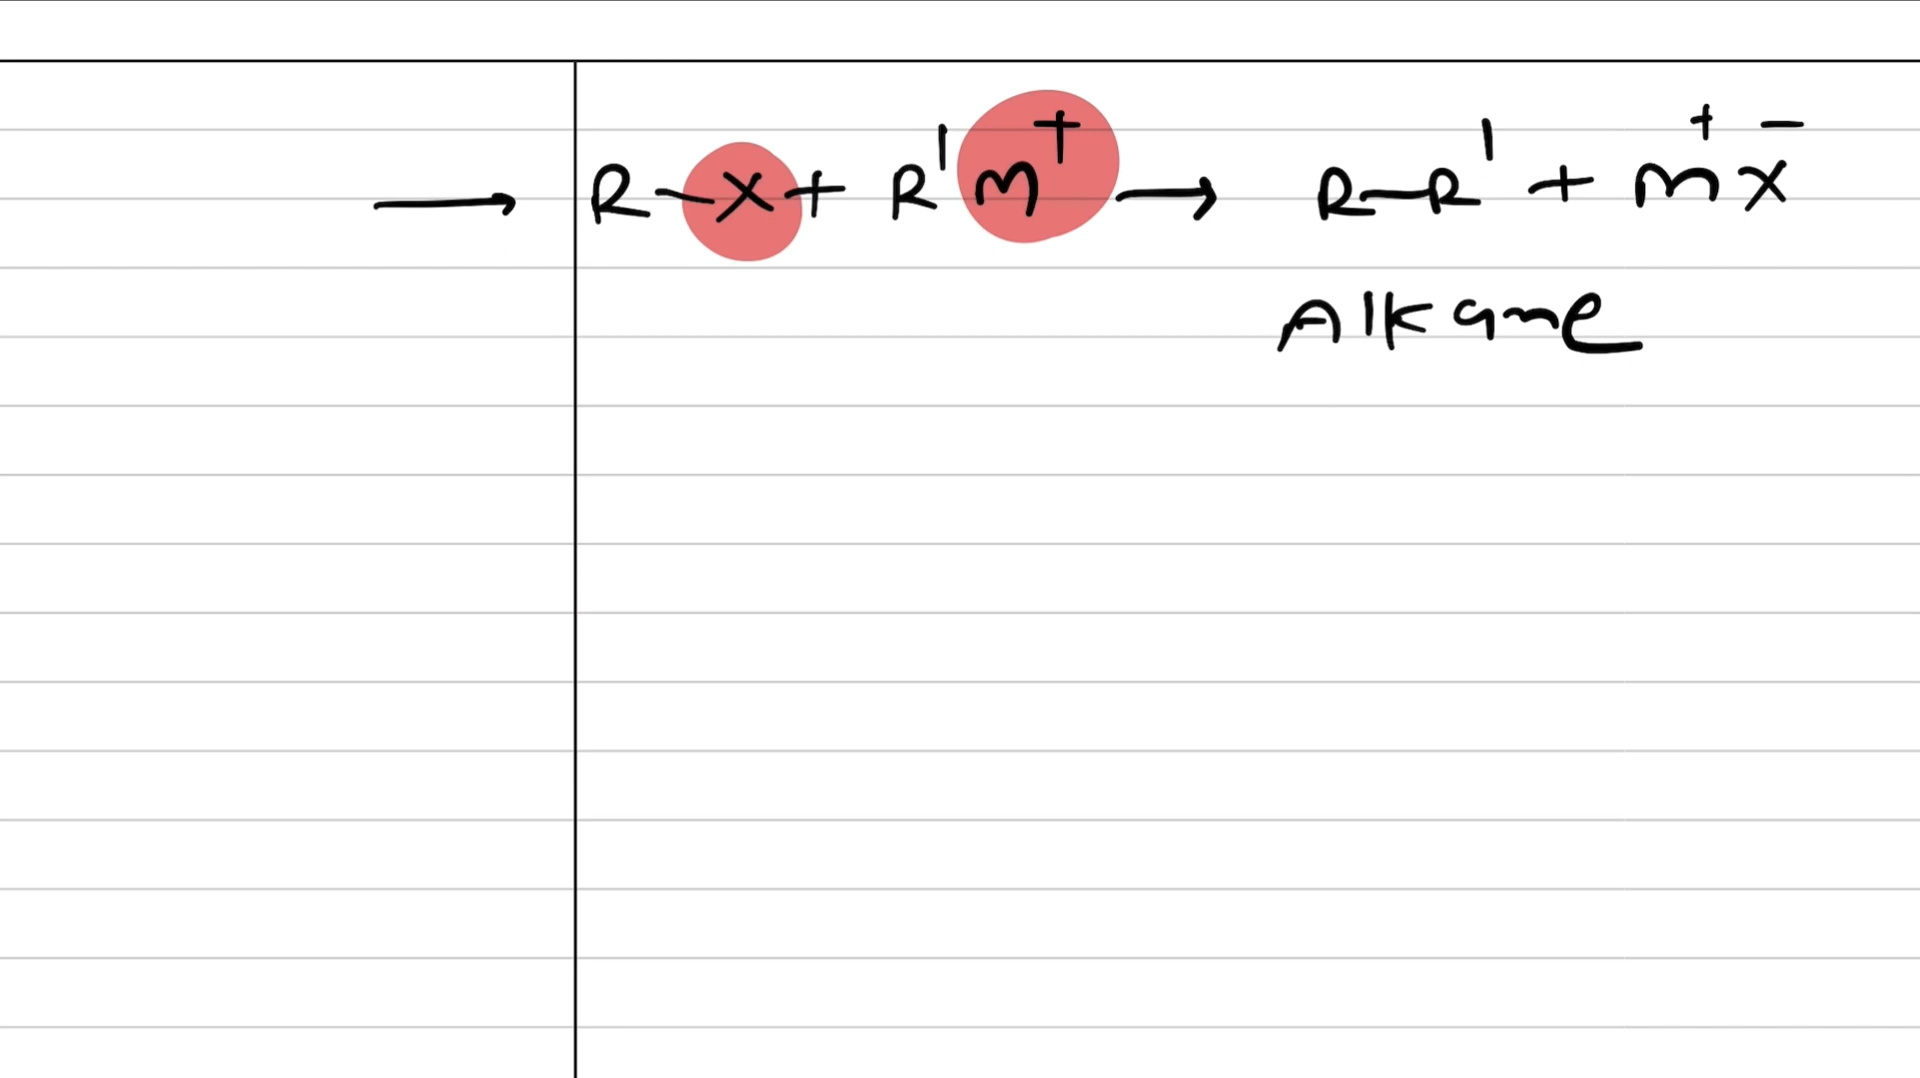 → R-X + R' M⁺ → R-R' + M⁺X⁻
Alkane